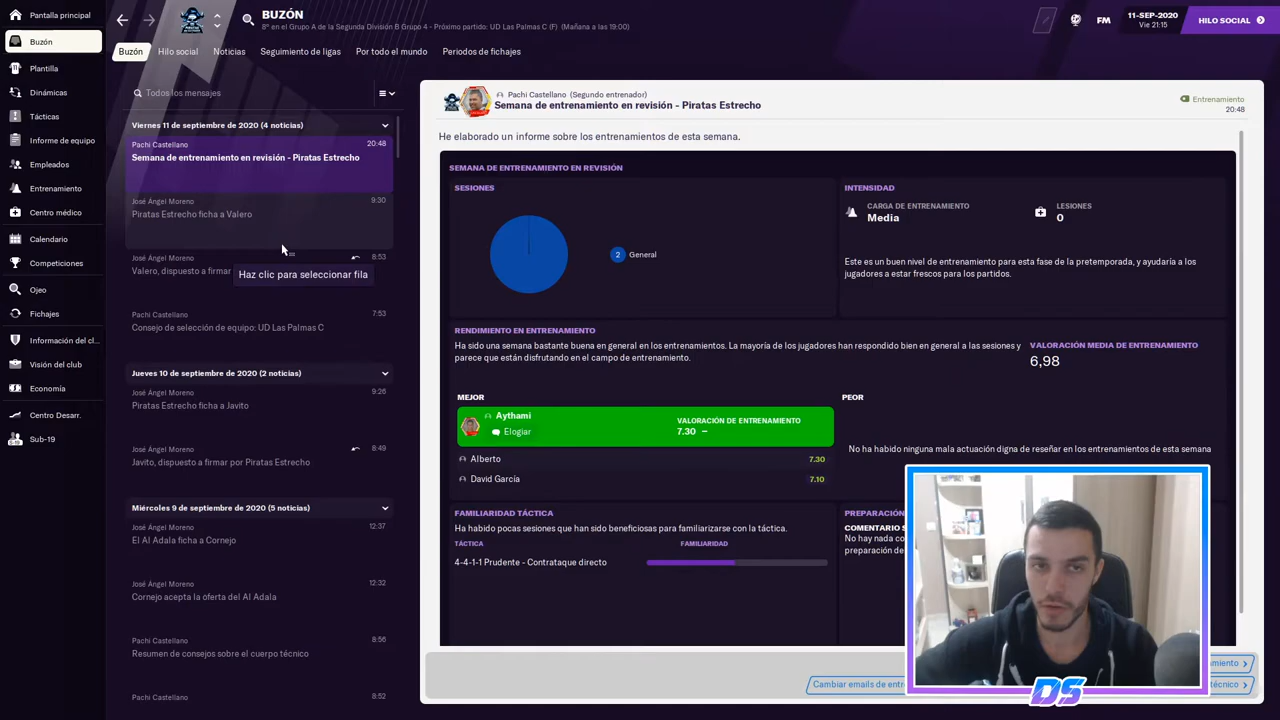 Pantalla principal
Buzón
Plantilla
Dinámicas
Tácticas
Informe de equipo
Empleados
Entrenamiento
Centro médico
Calendario
Competiciones
Ojeo
Fichajes
Información del cl...
Visión del club
Economía
Centro Desarr.
Sub-19
BUZÓN
8º en el Grupo A de la Segunda División B Grupo 4 - Próximo partido: UD Las Palmas C (F) (Mañana a las 19:00)
FM
11-SEP-2020
Vie 21:15
HILO SOCIAL
Buzón
Hilo social
Noticias
Seguimiento de ligas
Por todo el mundo
Periodos de fichajes
Todos los mensajes
Viernes 11 de septiembre de 2020 (4 noticias)
Pachi Castellano 20:48
Semana de entrenamiento en revisión - Piratas Estrecho
José Ángel Moreno 9:30
Piratas Estrecho ficha a Valero
José Ángel Moreno 8:53
Valero, dispuesto a firmar
Haz clic para seleccionar fila
Pachi Castellano 7:53
Consejo de selección de equipo: UD Las Palmas C
Jueves 10 de septiembre de 2020 (2 noticias)
José Ángel Moreno 9:26
Piratas Estrecho ficha a Javito
José Ángel Moreno 8:49
Javito, dispuesto a firmar por Piratas Estrecho
Miércoles 9 de septiembre de 2020 (5 noticias)
José Ángel Moreno 12:37
El Al Adala ficha a Cornejo
José Ángel Moreno 12:32
Cornejo acepta la oferta del Al Adala
Pachi Castellano 8:56
Resumen de consejos sobre el cuerpo técnico
Pachi Castellano 8:52
Pachi Castellano (Segundo entrenador)
Semana de entrenamiento en revisión - Piratas Estrecho
Entrenamiento
20:48
He elaborado un informe sobre los entrenamientos de esta semana.
SEMANA DE ENTRENAMIENTO EN REVISIÓN
SESIONES
2 General
INTENSIDAD
CARGA DE ENTRENAMIENTO
Media
LESIONES
0
Este es un buen nivel de entrenamiento para esta fase de la pretemporada, y ayudaría a los
jugadores a estar frescos para los partidos.
RENDIMIENTO EN ENTRENAMIENTO
Ha sido una semana bastante buena en general en los entrenamientos. La mayoría de los jugadores han respondido bien en general a las sesiones y
parece que están disfrutando en el campo de entrenamiento.
VALORACIÓN MEDIA DE ENTRENAMIENTO
6,98
MEJOR
Aythami
Elogiar
VALORACIÓN DE ENTRENAMIENTO
7.30 –
Alberto 7.30
David García 7.10
PEOR
No ha habido ninguna mala actuación digna de reseñar en los entrenamientos de esta semana
FAMILIARIDAD TÁCTICA
Ha habido pocas sesiones que han sido beneficiosas para familiarizarse con la táctica.
TÁCTICA FAMILIARIDAD
4-4-1-1 Prudente - Contrataque directo
PREPARACIÓN
COMENTARIO S
No hay nada co
preparación de
Cambiar emails de entr
miento
técnico
DS